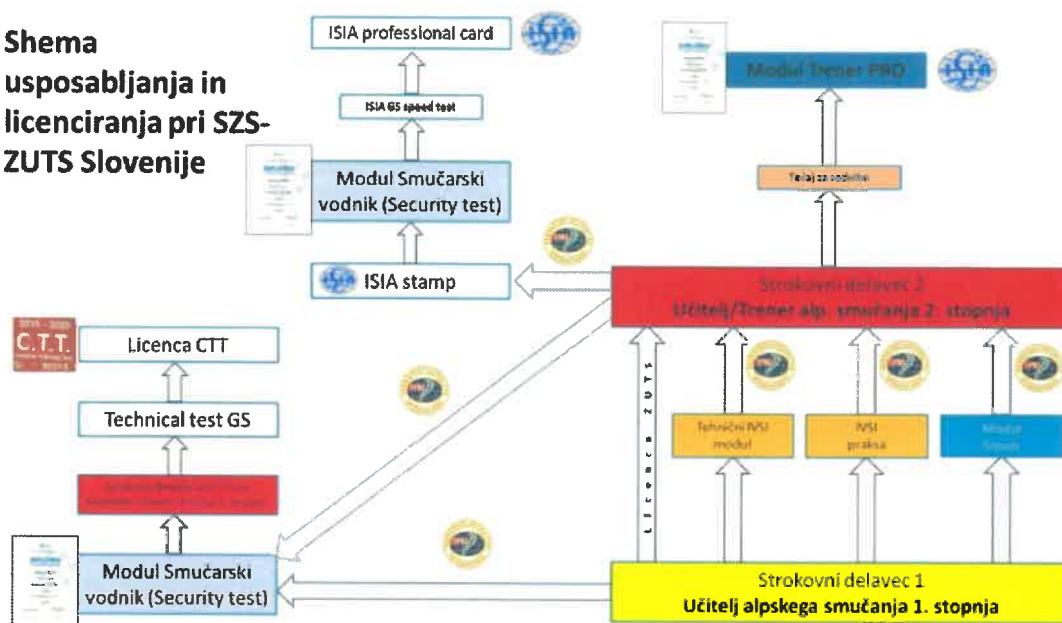 Shema
usposabljanja in
licenciranja pri SZS-
ZUTS Slovenije
ISIA professional card
ISIA GS speed test
Modul Smučarski
vodnik (Security test)
ISIA stamp
Modul Trener PRO
Strokovni delavec 2
Učitelj/Trener alp. smučanja 2. stopnja
C.T.T.
Licenca CTT
Technical test GS
Modul Smučarski
vodnik (Security test)
Licenca ZUTS
Tehnični IVSI
modul
IVSI
praksa
Modul
Strokovni delavec 1
Učitelj alpskega smučanja 1. stopnja